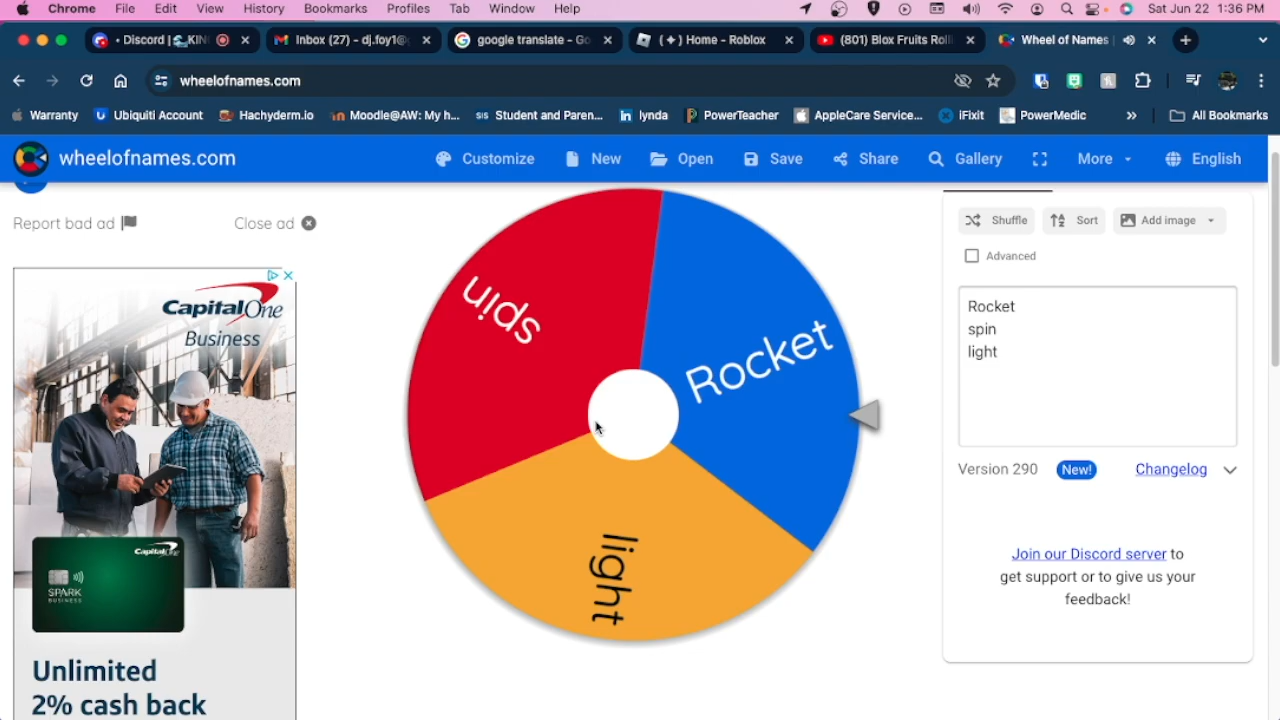 Chrome File Edit View History Bookmarks Profiles Tab Window Help Sat Jun 22 1:36 PM
• Discord | KIN Inbox (27) - dj.foy1@ google translate - Go (✦) Home - Roblox (801) Blox Fruits Roll Wheel of Names |
wheelofnames.com
Warranty Ubiquiti Account Hachyderm.io Moodle@AW: My h... SIS Student and Paren... lynda PowerTeacher AppleCare Service... iFixit PowerMedic » All Bookmarks
wheelofnames.com Customize New Open Save Share Gallery More English
Report bad ad Close ad
CapitalOne
Business
CapitalOne
SPARK
BUSINESS
Unlimited
2% cash back
spin
Rocket
light
Shuffle Sort Add image
Advanced
Rocket
spin
light
Version 290 New! Changelog
Join our Discord server to
get support or to give us your
feedback!